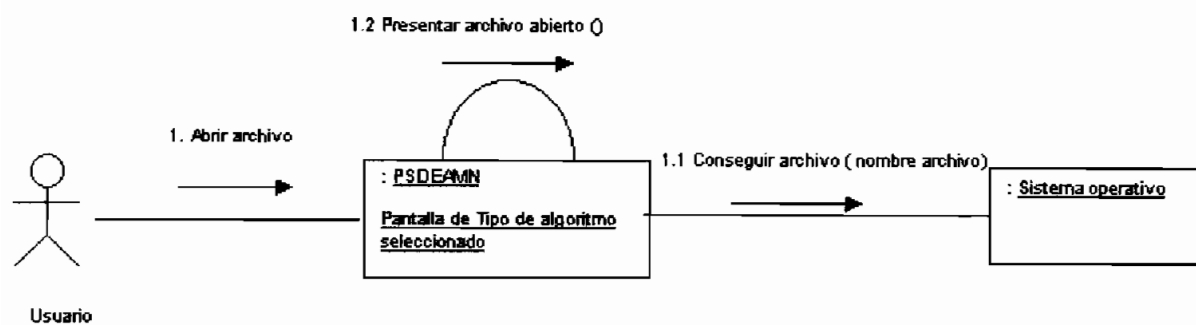 1.2 Presentar archivo abierto ()
1. Abrir archivo
1.1 Conseguir archivo ( nombre archivo)
: PSDEAMN
Pantalla de Tipo de algoritmo
seleccionado
: Sistema operativo
Usuario